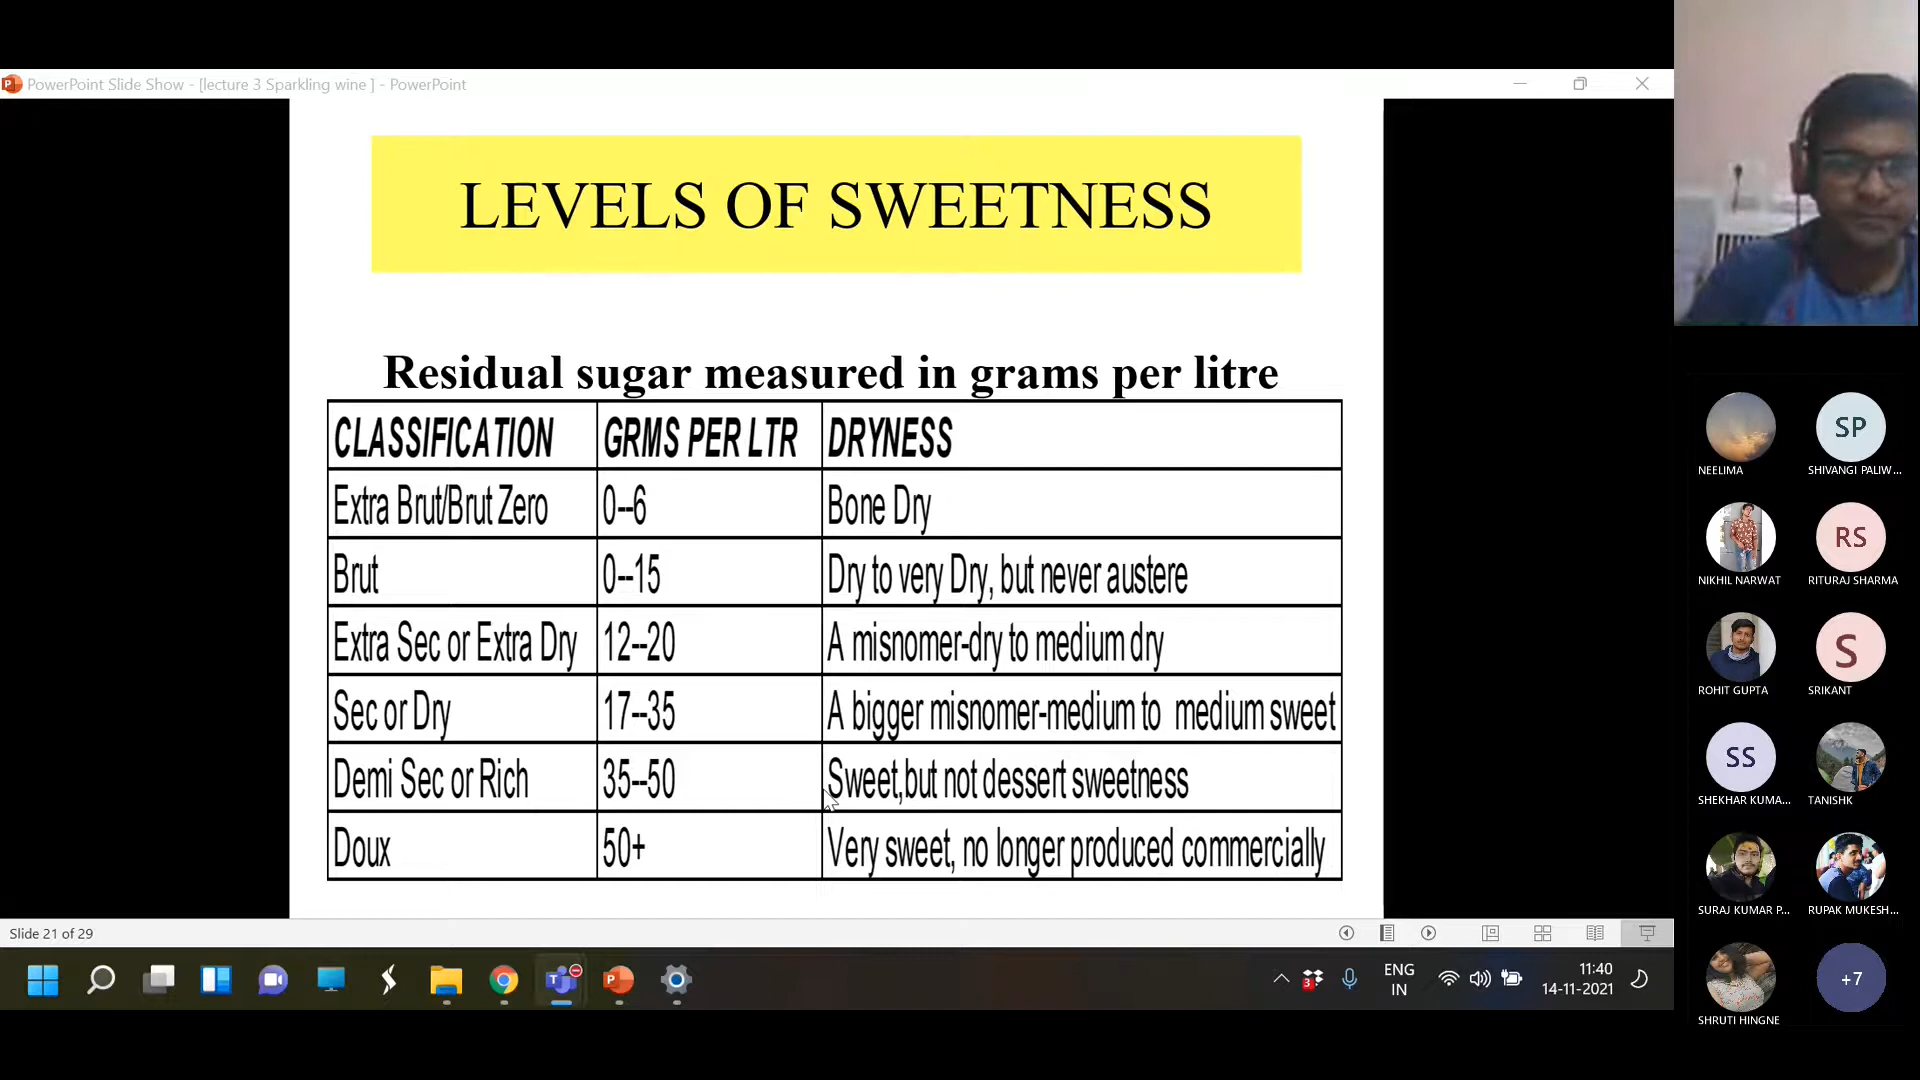 PowerPoint Slide Show - [lecture 3 Sparkling wine ] - PowerPoint
LEVELS OF SWEETNESS
Residual sugar measured in grams per litre
CLASSIFICATION GRMS PER LTR DRYNESS
Extra Brut/Brut Zero 0--6 Bone Dry
Brut 0--15 Dry to very Dry, but never austere
Extra Sec or Extra Dry 12--20 A misnomer-dry to medium dry
Sec or Dry 17--35 A bigger misnomer-medium to medium sweet
Demi Sec or Rich 35--50 Sweet,but not dessert sweetness
Doux 50+ Very sweet, no longer produced commercially
Slide 21 of 29
3
ENG
IN
11:40
14-11-2021
SP
NEELIMA SHIVANGI PALIW...
RS
NIKHIL NARWAT RITURAJ SHARMA
S
ROHIT GUPTA SRIKANT
SS
SHEKHAR KUMA... TANISHK
SURAJ KUMAR P... RUPAK MUKESH...
+7
SHRUTI HINGNE